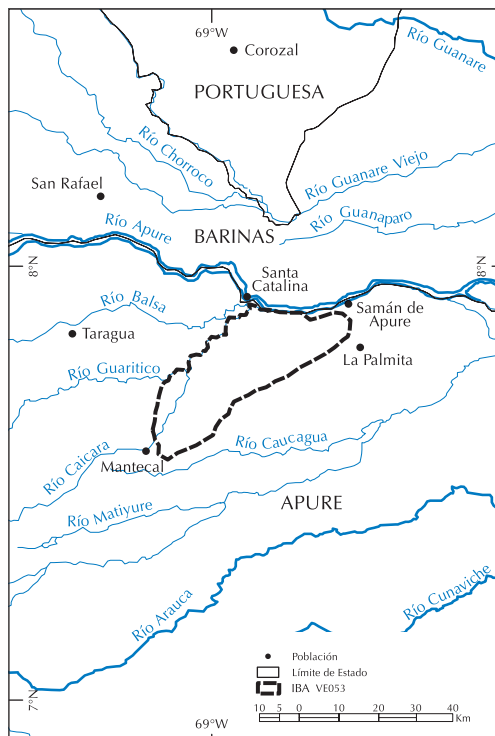 69°W
Corozal
Río Guanare
PORTUGUESA
Río Chorroco
Río Guanare Viejo
San Rafael
Río Guanaparo
Río Apure
BARINAS
8°N
8°N
Santa
Catalina
Río Balsa
Samán de
Apure
Taragua
La Palmita
Río Guaritico
Río Caucagua
Río Caicara
Mantecal
APURE
Río Matiyure
Río Arauca
Río Cunaviche
Población
Límite de Estado
IBA VE053
7°N
10 5 0 10 20 30 40
Km
69°W